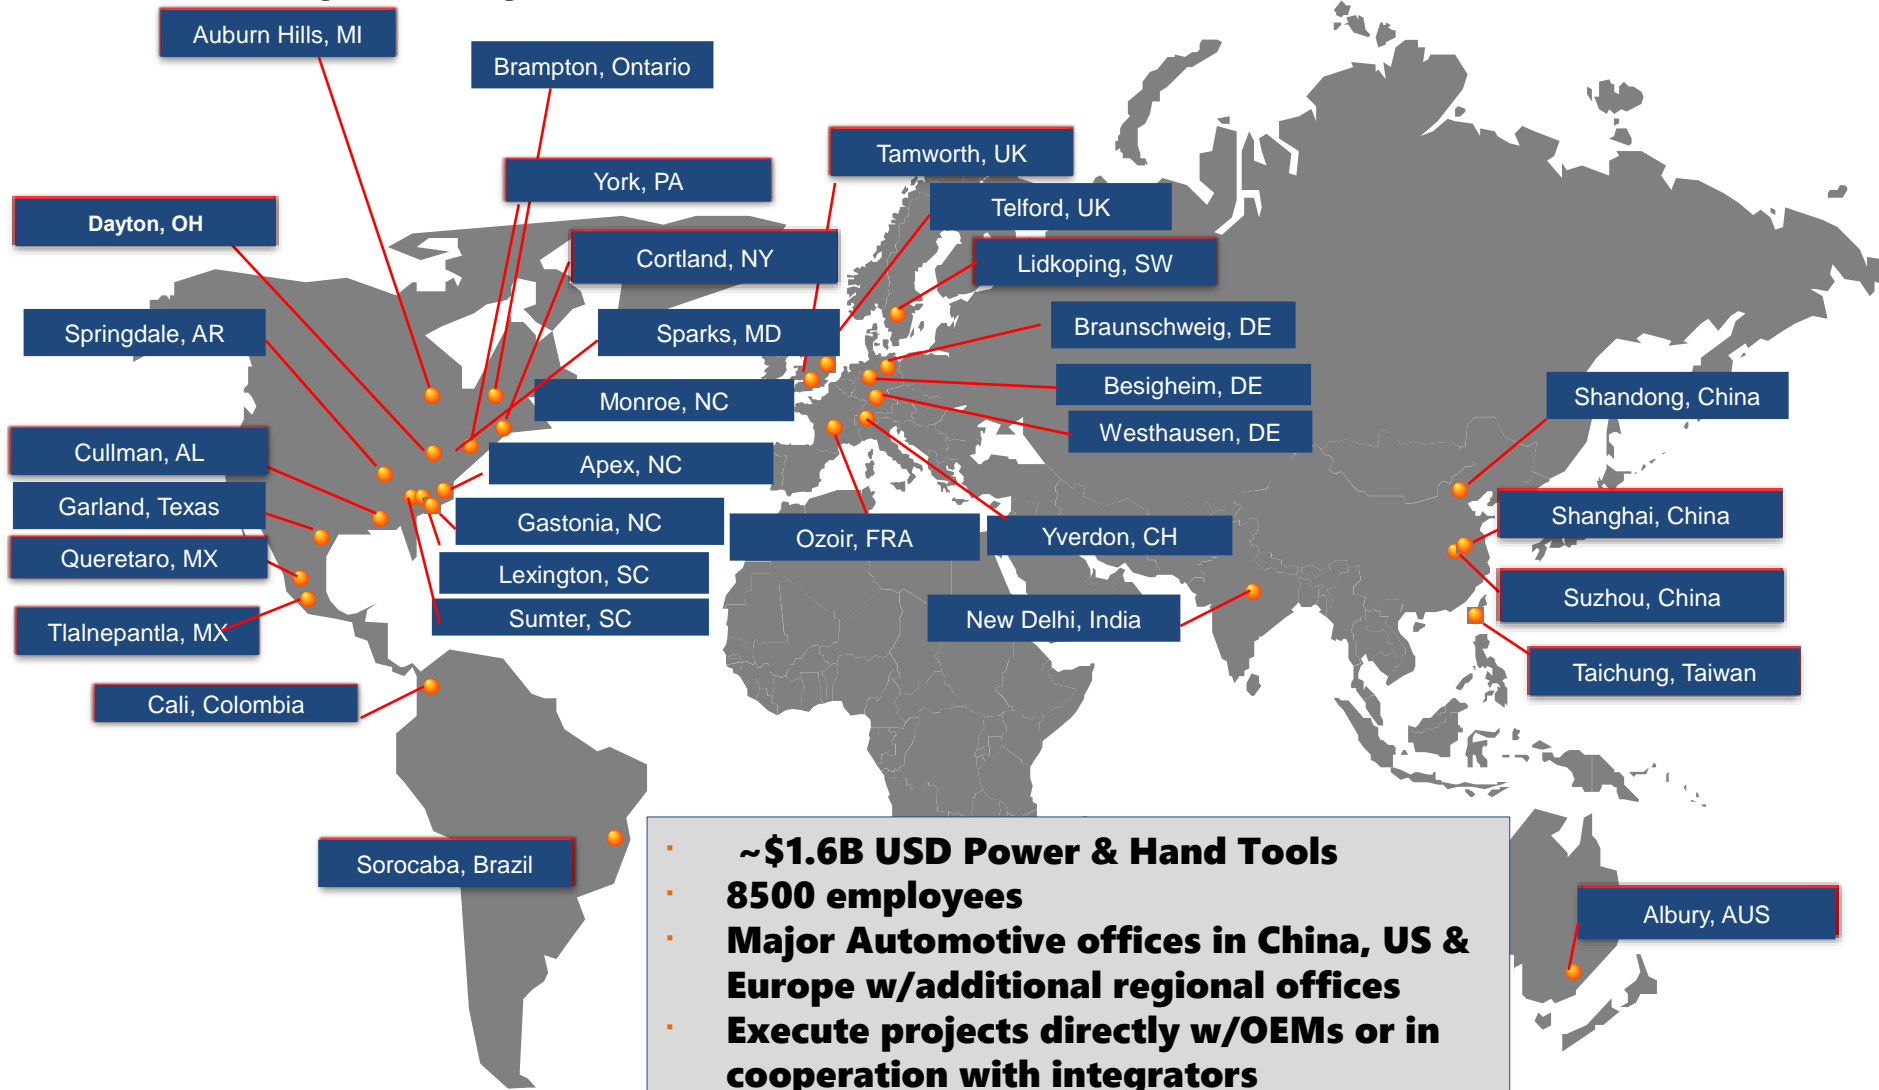 Auburn Hills, MI
Brampton, Ontario
Tamworth, UK
York, PA
Telford, UK
Dayton, OH
Cortland, NY
Lidkoping, SW
Springdale, AR
Sparks, MD
Braunschweig, DE
Besigheim, DE
Shandong, China
Monroe, NC
Westhausen, DE
Cullman, AL
Apex, NC
Garland, Texas
Gastonia, NC
Shanghai, China
Ozoir, FRA
Yverdon, CH
Queretaro, MX
Lexington, SC
Suzhou, China
Sumter, SC
New Delhi, India
Tlalnepantla, MX
Taichung, Taiwan
Cali, Colombia
Sorocaba, Brazil
Albury, AUS
· ~$1.6B USD Power & Hand Tools
· 8500 employees
· Major Automotive offices in China, US &
Europe w/additional regional offices
· Execute projects directly w/OEMs or in
cooperation with integrators